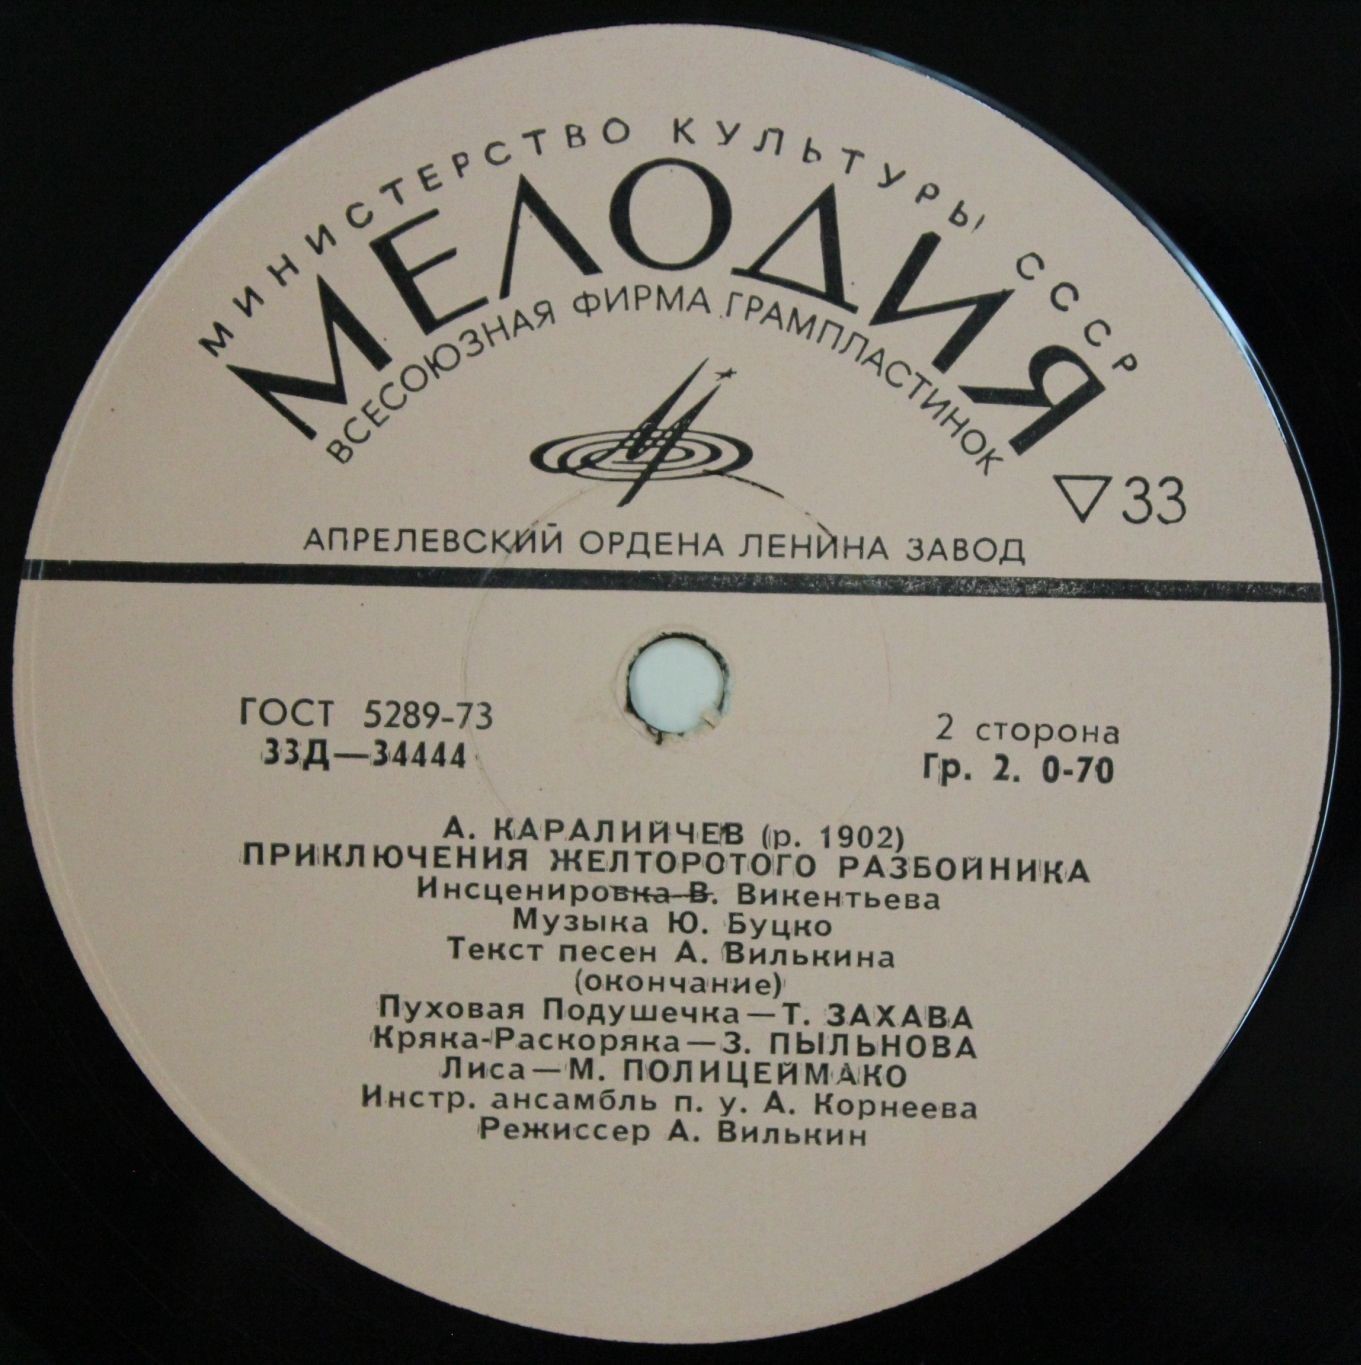 МИНИСТЕРСТВО КУЛЬТУРЫ СССР
МЕЛОДИЯ
ВСЕСОЮЗНАЯ ФИРМА ГРАМПЛАСТИНОК
▽33
АПРЕЛЕВСКИЙ ОРДЕНА ЛЕНИНА ЗАВОД
ГОСТ 5289-73
33Д—34444
2 сторона
Гр. 2. 0-70
А. КАРАЛИЙЧЕВ (р. 1902)
ПРИКЛЮЧЕНИЯ ЖЕЛТОРОТОГО РАЗБОЙНИКА
Инсценировка В. Викентьева
Музыка Ю. Буцко
Текст песен А. Вилькина
(окончание)
Пуховая Подушечка—Т. ЗАХАВА
Кряка-Раскоряка—З. ПЫЛЬНОВА
Лиса—М. ПОЛИЦЕЙМАКО
Инстр. ансамбль п. у. А. Корнеева
Режиссер А. Вилькин